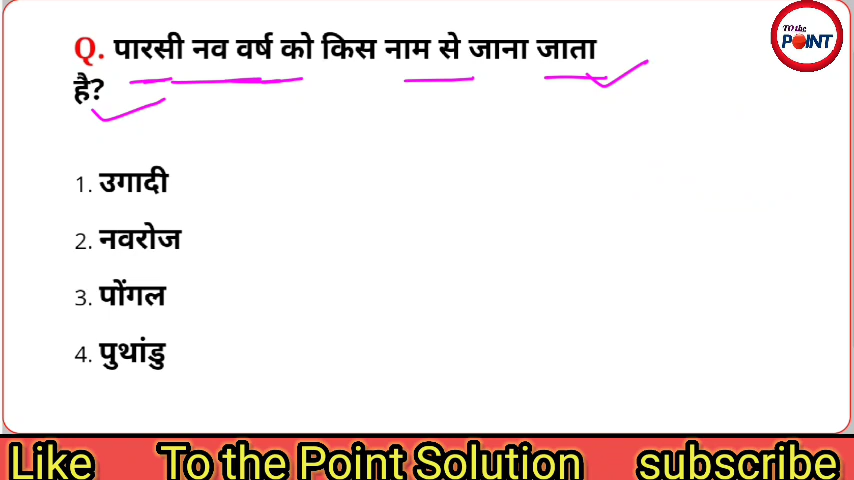 To the
POINT
Q. पारसी नव वर्ष को किस नाम से जाना जाता
है?
1. उगादी
2. नवरोज
3. पोंगल
4. पुथांडु
Like To the Point Solution subscribe